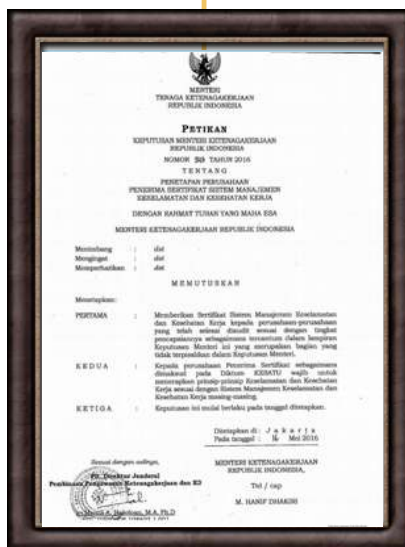 MENTERI
TENAGA KETENAGAKERJAAN
REPUBLIK INDONESIA
PETIKAN
KEPUTUSAN MENTERI KETENAGAKERJAAN
REPUBLIK INDONESIA
NOMOR TAHUN 2016
TENTANG
PENETAPAN PERUSAHAAN
PENERIMA SERTIFIKAT SISTEM MANAJEMEN
KESELAMATAN DAN KESEHATAN KERJA
DENGAN RAHMAT TUHAN YANG MAHA ESA
MENTERI KETENAGAKERJAAN REPUBLIK INDONESIA
Menimbang : dst
Mengingat : dst
Memperhatikan : dst
MEMUTUSKAN
Menetapkan:
PERTAMA : Memberikan Sertifikat Sistem Manajemen Keselamatan
dan Kesehatan Kerja kepada perusahaan-perusahaan
yang telah selesai diaudit sesuai dengan tingkat
pencapaiannya sebagaimana tercantum dalam lampiran
Keputusan Menteri ini yang merupakan bagian yang
tidak terpisahkan dalam Keputusan Menteri.
KEDUA : Kepada perusahaan Penerima Sertifikat sebagaimana
dimaksud pada Diktum KESATU wajib untuk
menerapkan prinsip-prinsip Keselamatan dan Kesehatan
Kerja sesuai dengan Sistem Manajemen Keselamatan dan
Kesehatan Kerja masing-masing.
KETIGA : Keputusan ini mulai berlaku pada tanggal ditetapkan.
Ditetapkan di : Jakarta
Pada tanggal : 16 Mei 2016
Sesuai dengan aslinya,
Plt. Direktur Jenderal
Pembinaan Pengawasan Ketenagakerjaan dan K3
MENTERI KETENAGAKERJAAN
REPUBLIK INDONESIA,
Ttd / cap
M. HANIF DHAKIRI
M.A, Ph.D